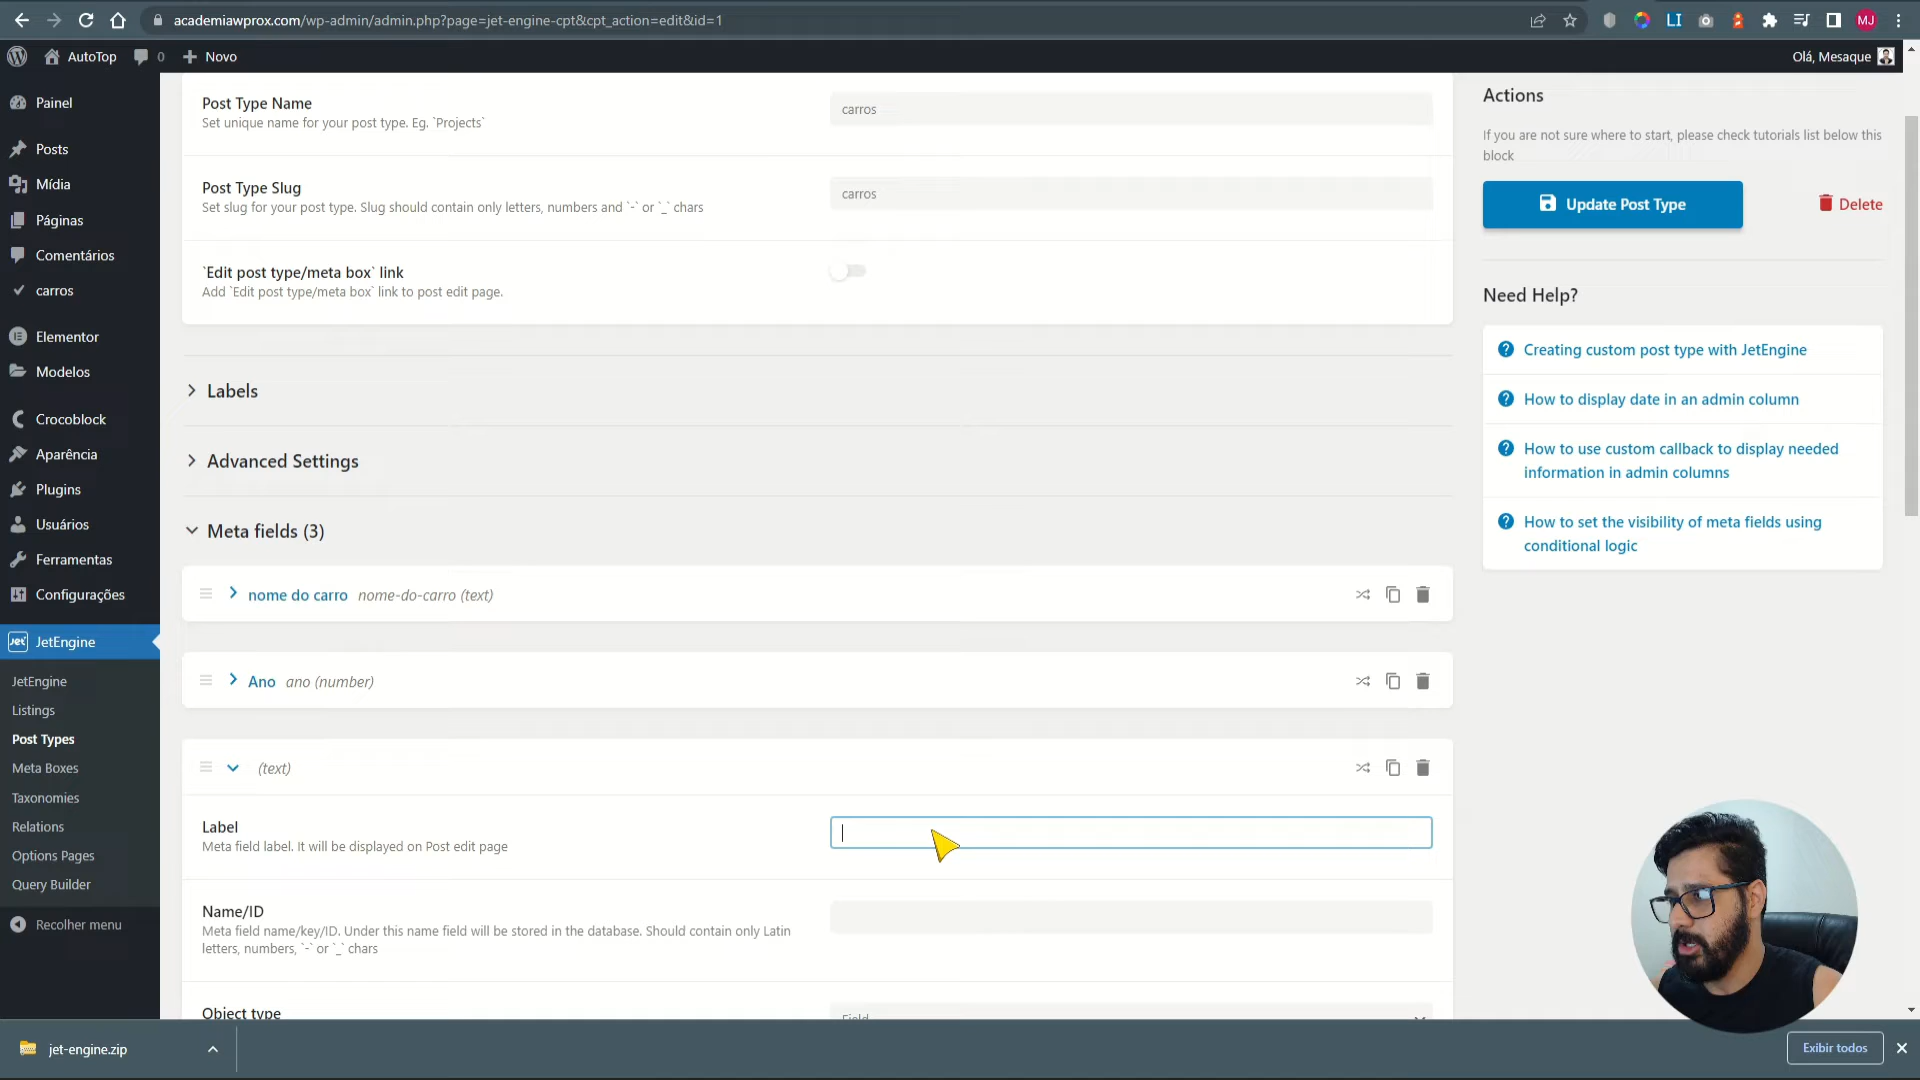 academiawprox.com/wp-admin/admin.php?page=jet-engine-cpt&cpt_action=edit&id=1
LI
MJ
AutoTop
0
Novo
Olá, Mesaque
Painel
Posts
Mídia
Páginas
Comentários
carros
Elementor
Modelos
Crocoblock
Aparência
Plugins
Usuários
Ferramentas
Configurações
Jet
JetEngine
JetEngine
Listings
Post Types
Meta Boxes
Taxonomies
Relations
Options Pages
Query Builder
Recolher menu
Post Type Name
Set unique name for your post type. Eg. `Projects`
carros
Post Type Slug
Set slug for your post type. Slug should contain only letters, numbers and `-` or `_` chars
carros
`Edit post type/meta box` link
Add `Edit post type/meta box` link to post edit page.
Labels
Advanced Settings
Meta fields (3)
nome do carro nome-do-carro (text)
Ano ano (number)
(text)
Label
Meta field label. It will be displayed on Post edit page
Name/ID
Meta field name/key/ID. Under this name field will be stored in the database. Should contain only Latin
letters, numbers, `-` or `_` chars
Object type
Field
Actions
If you are not sure where to start, please check tutorials list below this
block
Update Post Type
Delete
Need Help?
Creating custom post type with JetEngine
How to display date in an admin column
How to use custom callback to display needed
information in admin columns
How to set the visibility of meta fields using
conditional logic
jet-engine.zip
Exibir todos